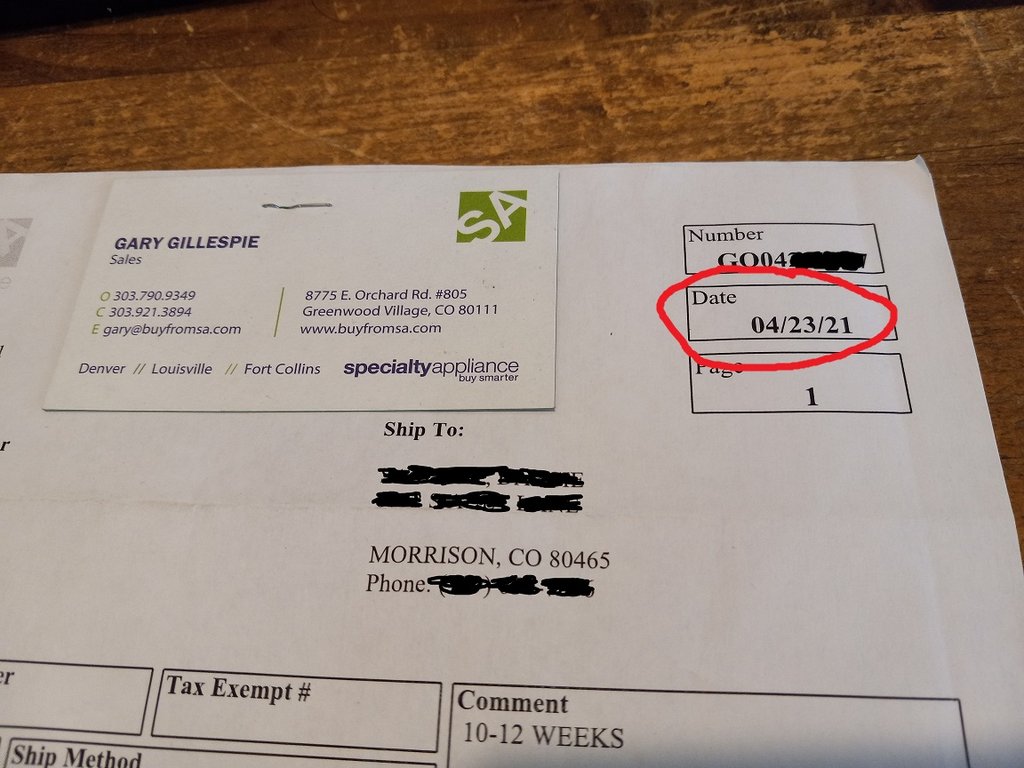 SA
GARY GILLESPIE
Sales
O 303.790.9349
C 303.921.3894
E gary@buyfromsa.com
8775 E. Orchard Rd. #805
Greenwood Village, CO 80111
www.buyfromsa.com
Denver // Louisville // Fort Collins
specialtyappliance
buy smarter
Number
GO04
Date
04/23/21
Page
1
Ship To:
MORRISON, CO 80465
Phone:
Tax Exempt #
Comment
10-12 WEEKS
Ship Method